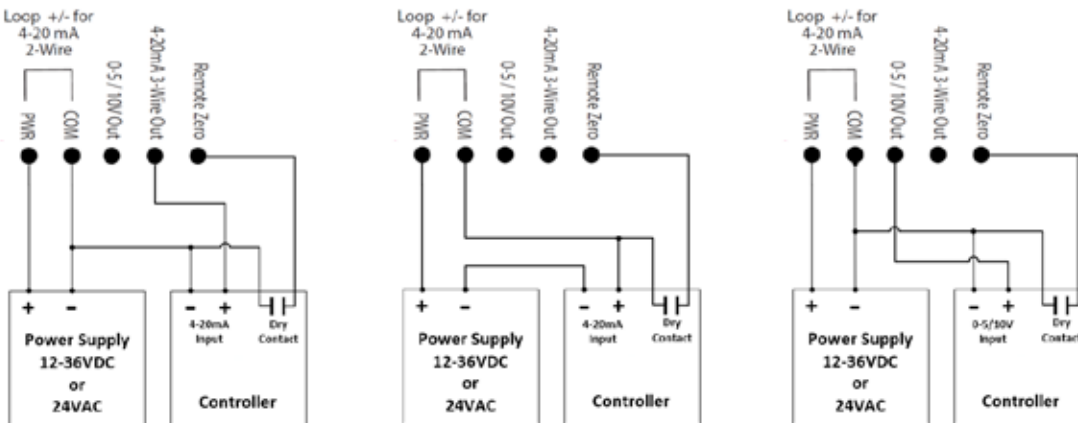 Loop +/- for
4-20 mA
2-Wire
PWR
COM
0-5 / 10V Out
4-20mA 3-Wire Out
Remote Zero
+
-
Power Supply
12-36VDC
or
24VAC
- +
4-20mA
Input
Dry
Contact
Controller
Loop +/- for
4-20 mA
2-Wire
PWR
COM
0-5 / 10V Out
4-20mA 3-Wire Out
Remote Zero
+
-
Power Supply
12-36VDC
or
24VAC
- +
4-20mA
Input
Dry
Contact
Controller
Loop +/- for
4-20 mA
2-Wire
PWR
COM
0-5 / 10V Out
4-20mA 3-Wire Out
Remote Zero
+
-
Power Supply
12-36VDC
or
24VAC
- +
0-5/10V
Input
Dry
Contact
Controller